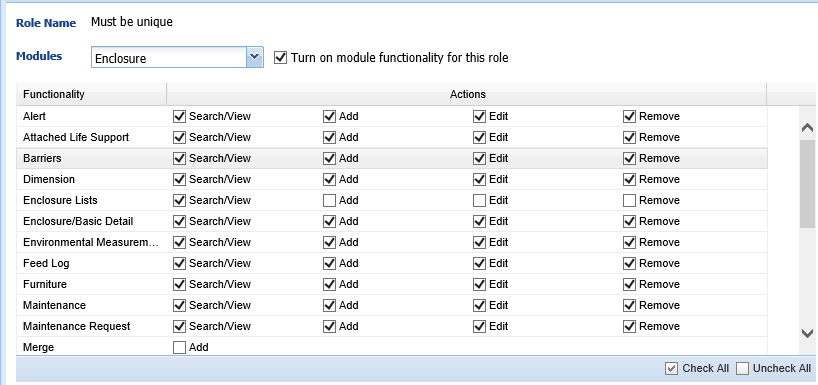 Role Name Must be unique
Modules Enclosure Turn on module functionality for this role
Functionality Actions
Alert Search/View Add Edit Remove
Attached Life Support Search/View Add Edit Remove
Barriers Search/View Add Edit Remove
Dimension Search/View Add Edit Remove
Enclosure Lists Search/View Add Edit Remove
Enclosure/Basic Detail Search/View Add Edit Remove
Environmental Measurem... Search/View Add Edit Remove
Feed Log Search/View Add Edit Remove
Furniture Search/View Add Edit Remove
Maintenance Search/View Add Edit Remove
Maintenance Request Search/View Add Edit Remove
Merge Add
Check All Uncheck All